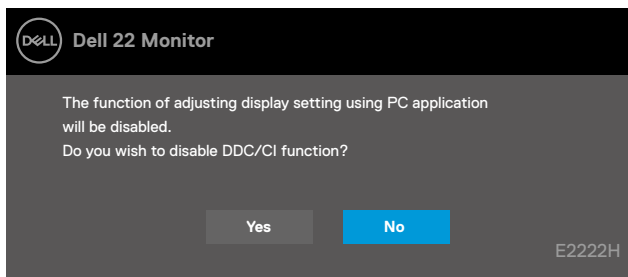 DELL Dell 22 Monitor
The function of adjusting display setting using PC application
will be disabled.
Do you wish to disable DDC/CI function?
Yes No
E2222H